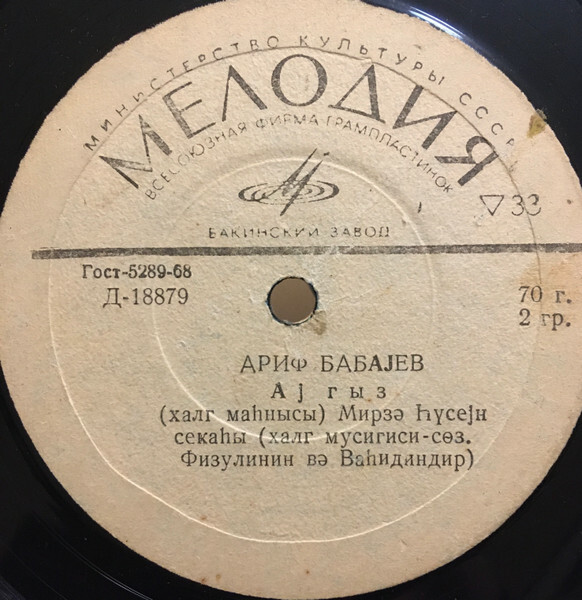 МИНИСТЕРСТВО КУЛЬТУРЫ СССР
МЕЛОДИЯ
ВСЕСОЮЗНАЯ ФИРМА ГРАМПЛАСТИНОК
33
БАКИНСКИЙ ЗАВОД
Гост-5289-68
Д-18879
70 г.
2 гр.
АРИФ БАБАЈЕВ
Ај гыз
(халг маһнысы) Мирзә Һүсејн
секаһы (халг мусигиси-сөз.
Физулинин вә Ваһидандир)